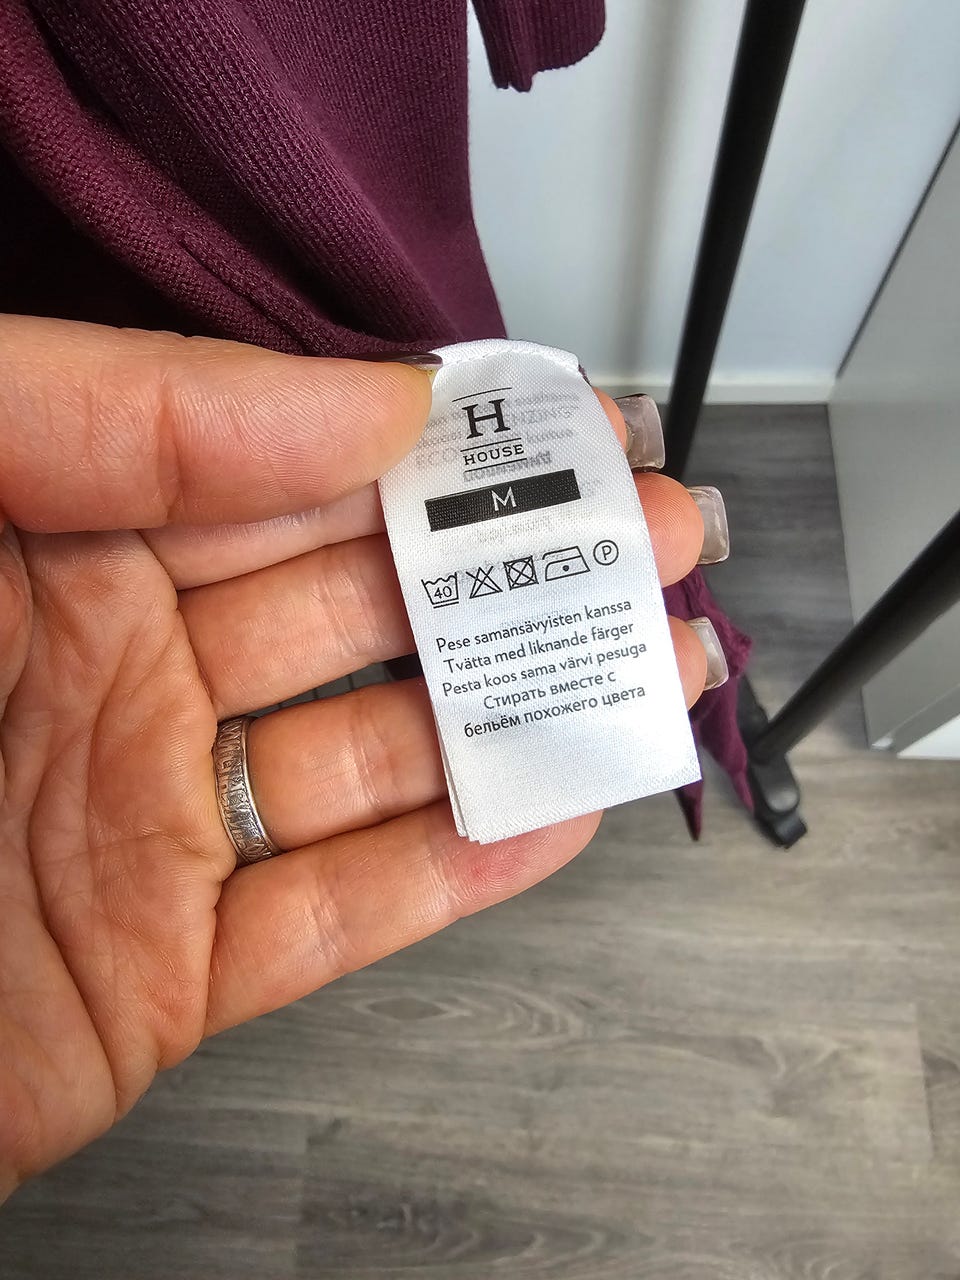 H
HOUSE
M
40
P
Pese samansävyisten kanssa
Tvätta med liknande färger
Pesta koos sama värvi pesuga
Стирать вместе с
бельём похожего цвета